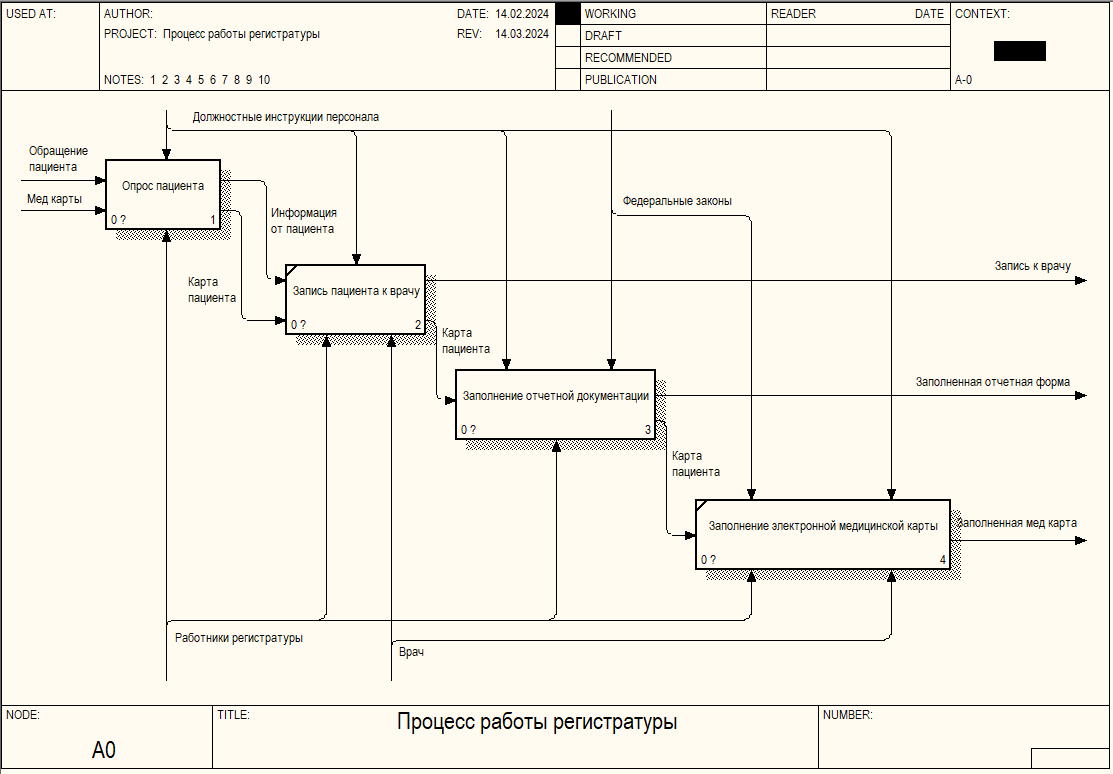 USED AT:
AUTHOR:
DATE: 14.02.2024
WORKING
READER
DATE
CONTEXT:
PROJECT: Процесс работы регистратуры
REV: 14.03.2024
DRAFT
RECOMMENDED
NOTES: 1 2 3 4 5 6 7 8 9 10
PUBLICATION
A-0
Должностные инструкции персонала
Обращение
пациента
Мед карты
Опрос пациента
0 ?
1
Федеральные законы
Информация
от пациента
Карта
пациента
Запись к врачу
Запись пациента к врачу
0 ?
2
Карта
пациента
Заполненная отчетная форма
Заполнение отчетной документации
0 ?
3
Карта
пациента
Заполненная мед карта
Заполнение электронной медицинской карты
0 ?
4
Работники регистратуры
Врач
NODE:
TITLE:
Процесс работы регистратуры
NUMBER:
A0